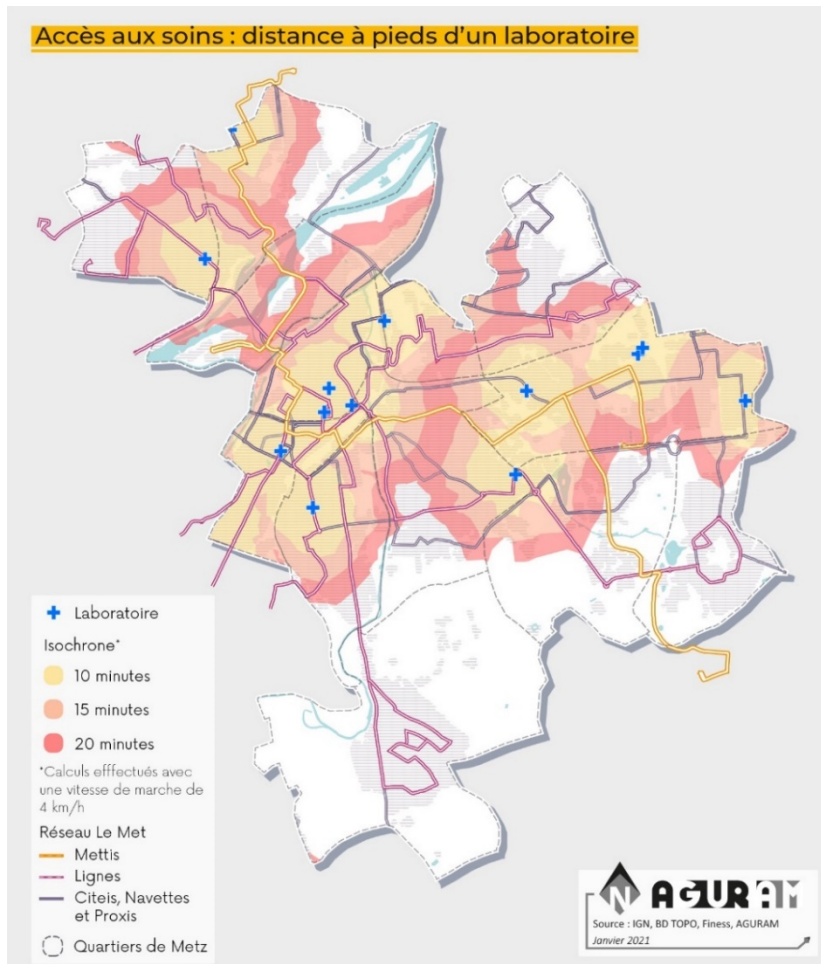 Accès aux soins : distance à pieds d'un laboratoire
Laboratoire
Isochrone*
10 minutes
15 minutes
20 minutes
*Calculs efffectués avec
une vitesse de marche de
4 km/h
Réseau Le Met
Mettis
Lignes
Citeis, Navettes
et Proxis
Quartiers de Metz
N AGURAM
Source : IGN, BD TOPO, Finess, AGURAM
Janvier 2021